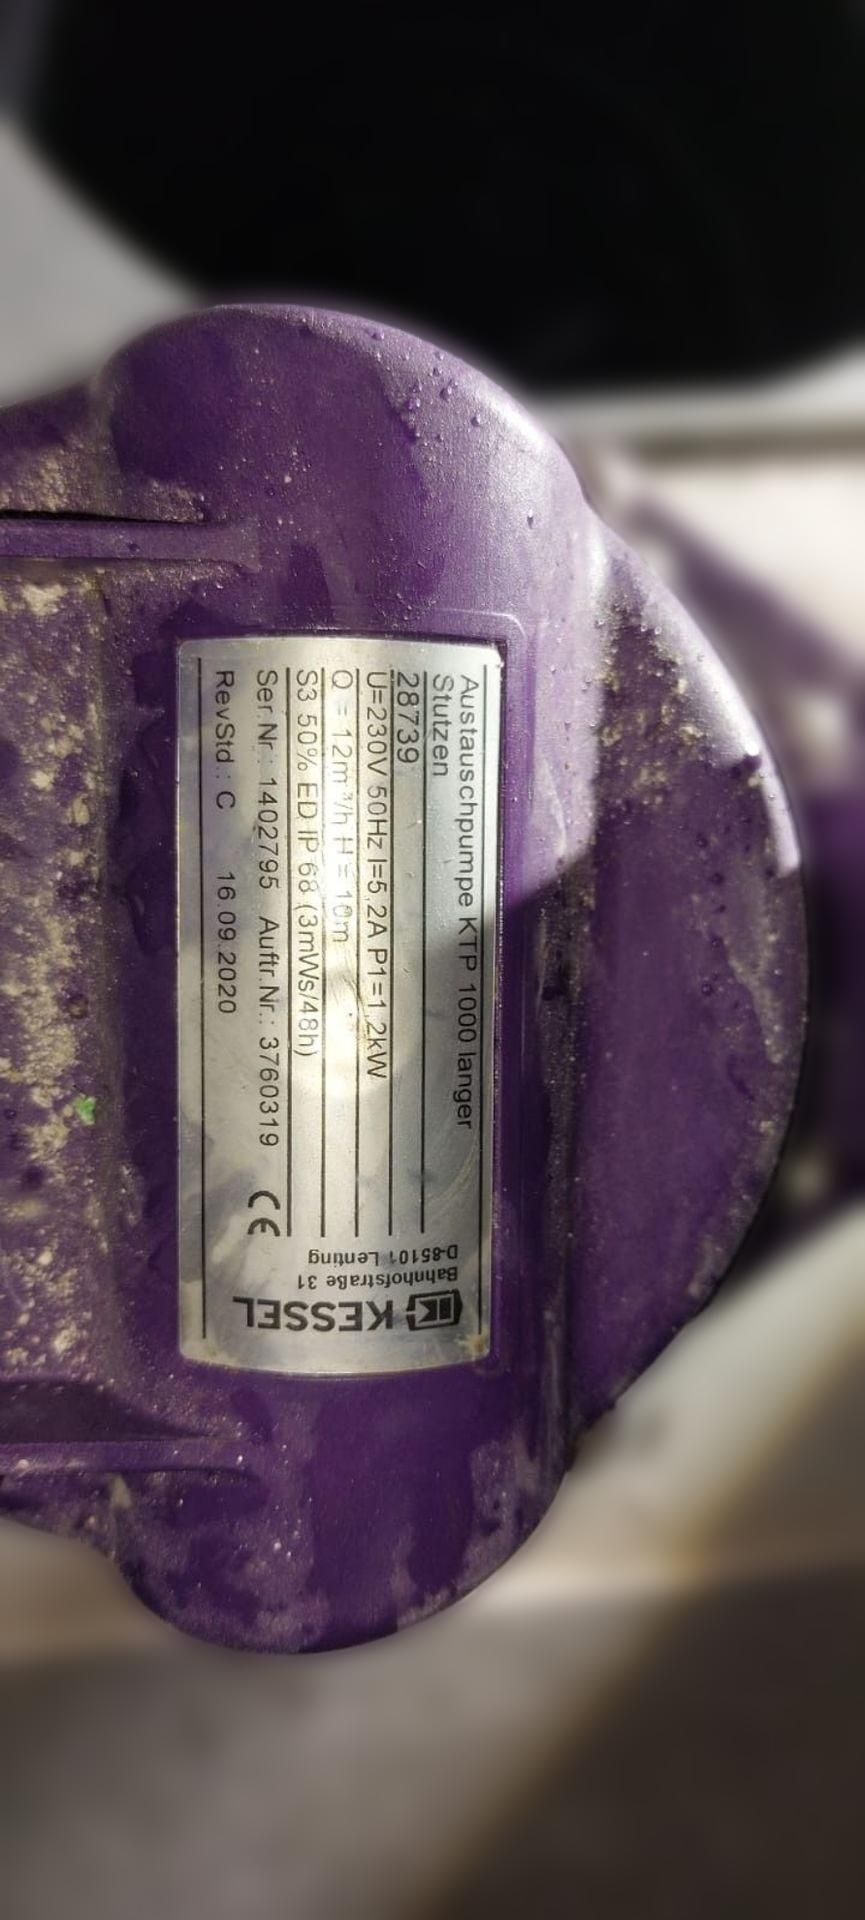 Austauschpumpe KTP 1000 langer
Stutzen
28739
U=230V 50Hz I=5,2A P1=1,2kW
Q = 12m³/h H = 10m
S3 50% ED IP 68 (3mWs/48h)
Ser.Nr.: 1402795 Auftr.Nr.: 3760319
RevStd.: C 16.09.2020
CE
KESSEL
Bahnhofstraße 31
D-85101 Lenting